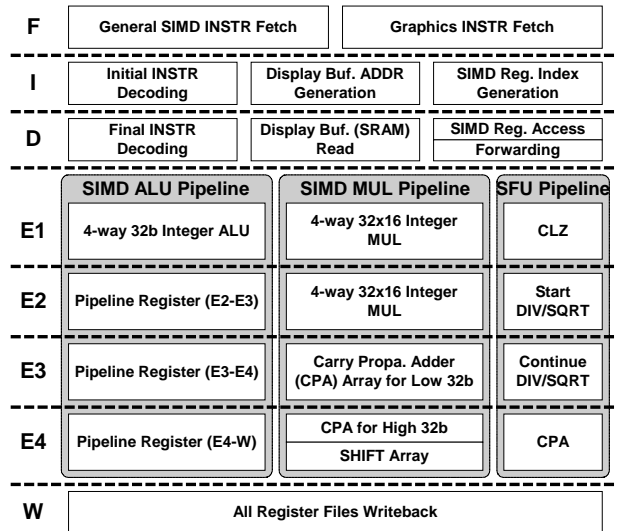 F
General SIMD INSTR Fetch
Graphics INSTR Fetch
I
Initial INSTR
Decoding
Display Buf. ADDR
Generation
SIMD Reg. Index
Generation
D
Final INSTR
Decoding
Display Buf. (SRAM)
Read
SIMD Reg. Access
Forwarding
SIMD ALU Pipeline
SIMD MUL Pipeline
SFU Pipeline
E1
4-way 32b Integer ALU
4-way 32x16 Integer
MUL
CLZ
E2
Pipeline Register (E2-E3)
4-way 32x16 Integer
MUL
Start
DIV/SQRT
E3
Pipeline Register (E3-E4)
Carry Propa. Adder
(CPA) Array for Low 32b
Continue
DIV/SQRT
E4
Pipeline Register (E4-W)
CPA for High 32b
SHIFT Array
CPA
W
All Register Files Writeback